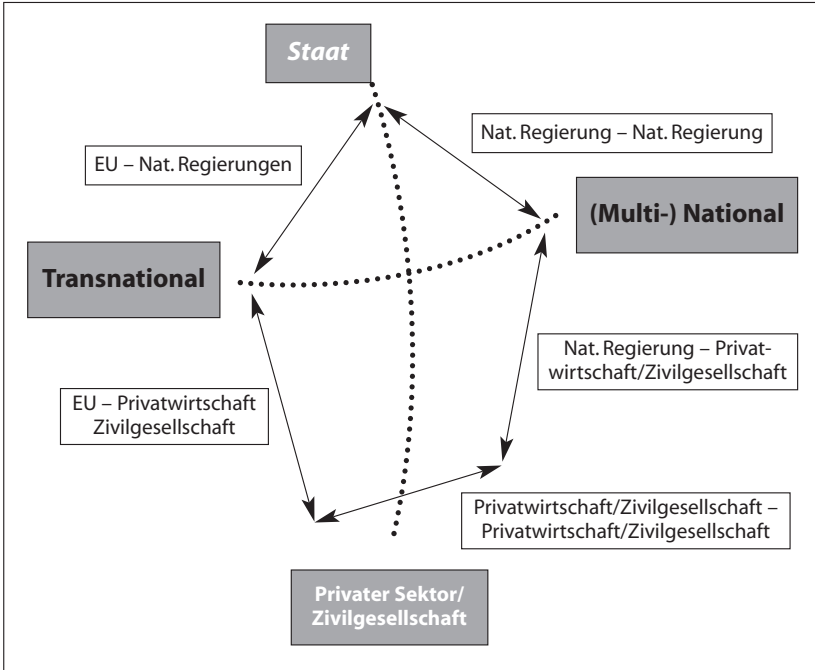 Staat
Nat. Regierung – Nat. Regierung
EU – Nat. Regierungen
(Multi-) National
Transnational
Nat. Regierung – Privat-
wirtschaft/Zivilgesellschaft
EU – Privatwirtschaft
Zivilgesellschaft
Privatwirtschaft/Zivilgesellschaft –
Privatwirtschaft/Zivilgesellschaft
Privater Sektor/
Zivilgesellschaft